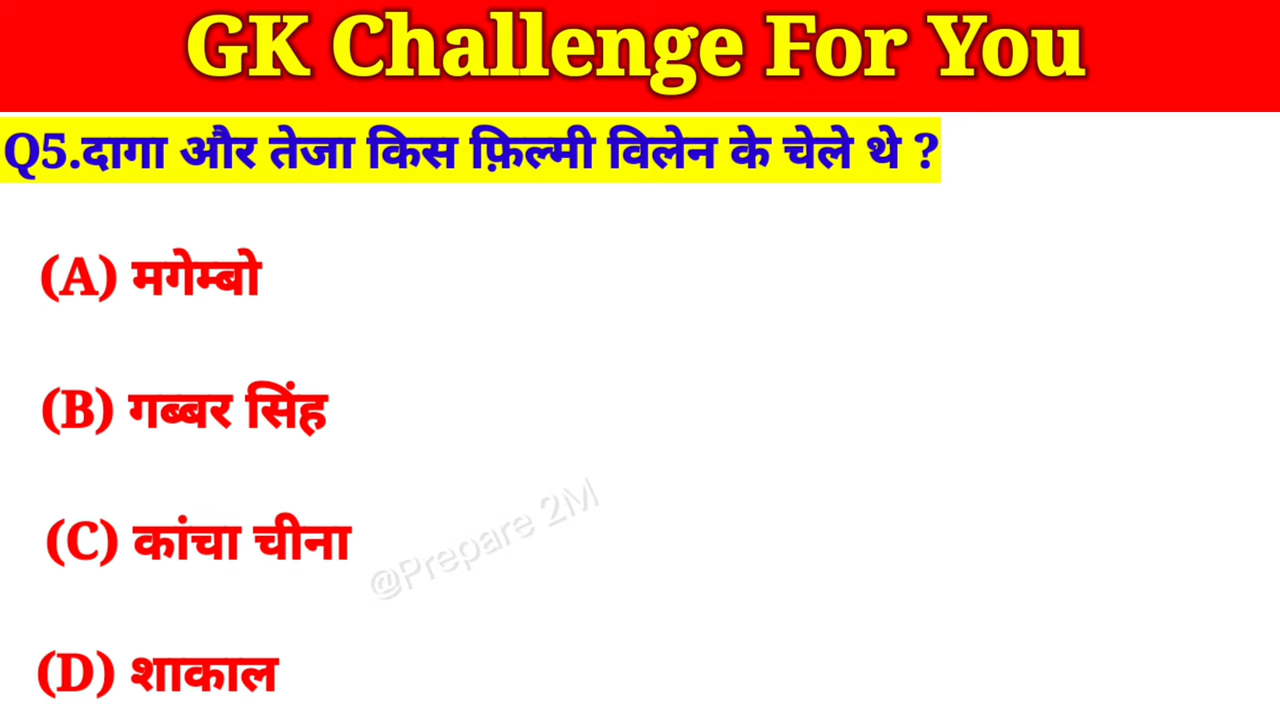 GK Challenge For You
Q5.दागा और तेजा किस फ़िल्मी विलेन के चेले थे ?
(A) मगेम्बो
(B) गब्बर सिंह
(C) कांचा चीना
@Prepare 2M
(D) शाकाल